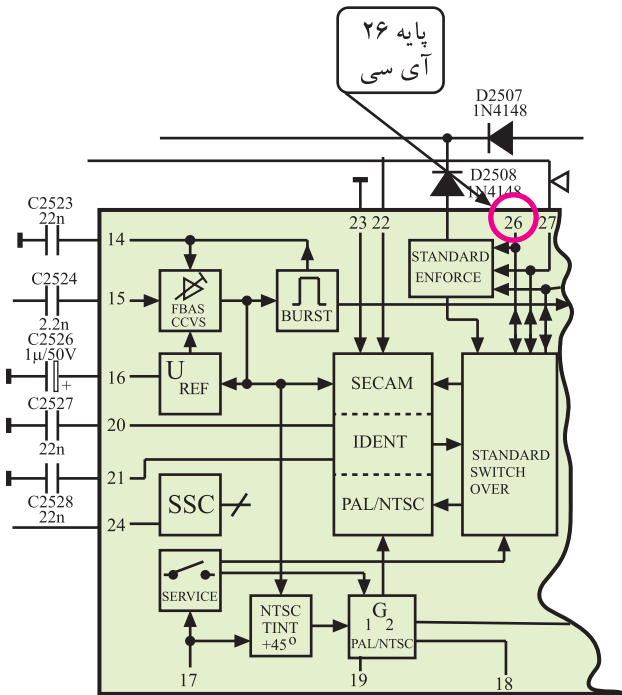 پایه ۲۶
آی سی
D2507
1N4148
D2508
1N4148
C2523
22n
14
23 22
26
27
STANDARD
ENFORCE
C2524
2.2n
15
FBAS
CCVS
BURST
C2526
1µ/50V
+
16
U REF
SECAM
C2527
22n
20
IDENT
STANDARD
SWITCH
OVER
21
C2528
22n
PAL/NTSC
24
SSC
SERVICE
NTSC
TINT
+45º
G
1 2
PAL/NTSC
17
19
18